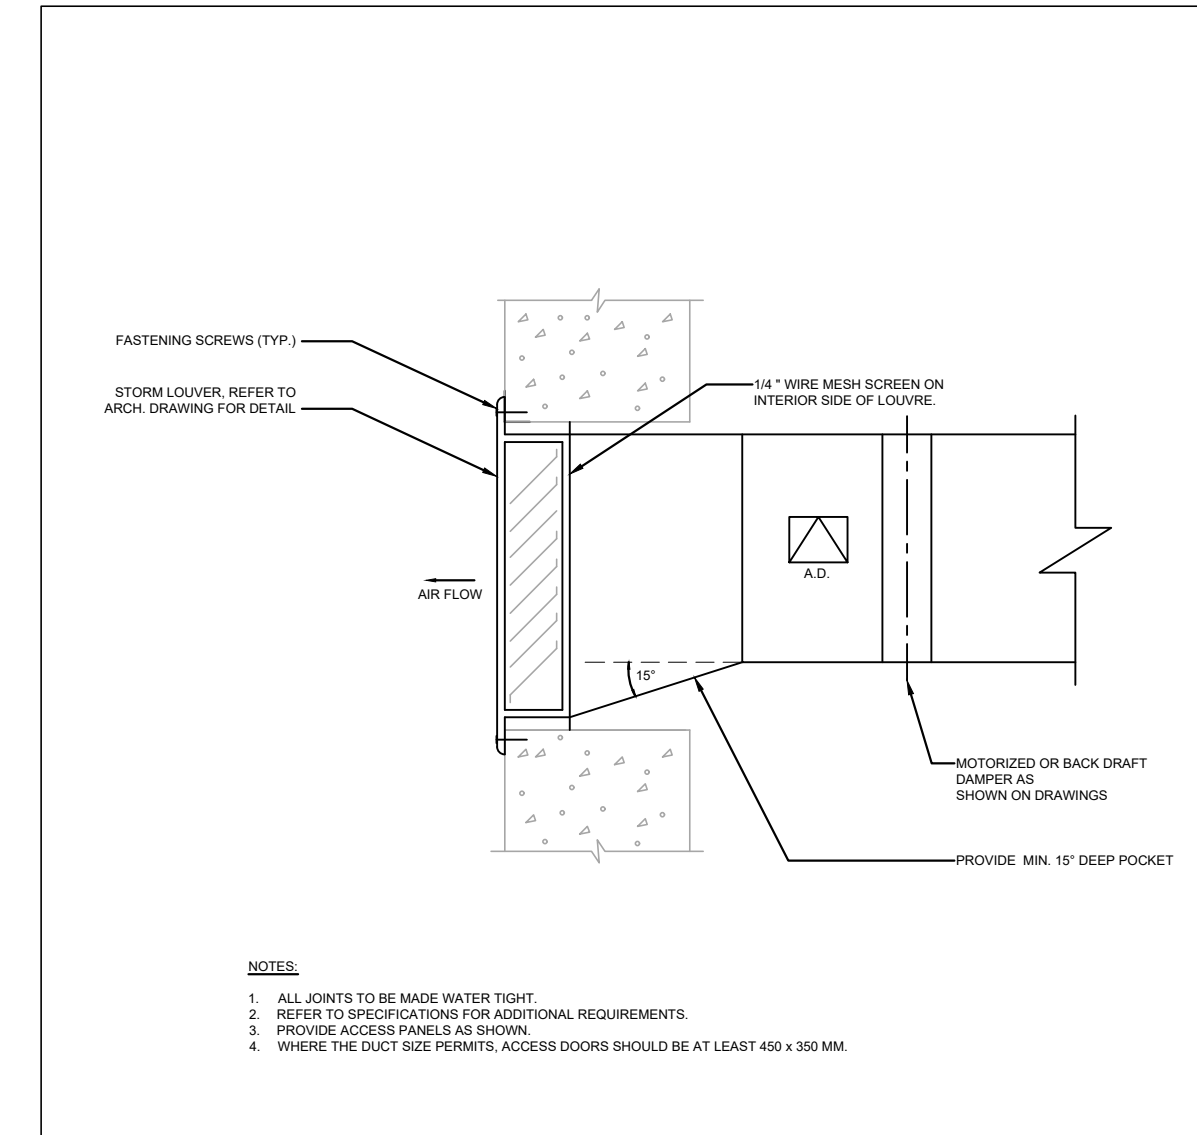 FASTENING SCREWS (TYP.)
STORM LOUVER, REFER TO
ARCH. DRAWING FOR DETAIL
1/4 " WIRE MESH SCREEN ON
INTERIOR SIDE OF LOUVRE.
A.D.
AIR FLOW
15°
MOTORIZED OR BACK DRAFT
DAMPER AS
SHOWN ON DRAWINGS
PROVIDE MIN. 15° DEEP POCKET
NOTES:
1. ALL JOINTS TO BE MADE WATER TIGHT.
2. REFER TO SPECIFICATIONS FOR ADDITIONAL REQUIREMENTS.
3. PROVIDE ACCESS PANELS AS SHOWN.
4. WHERE THE DUCT SIZE PERMITS, ACCESS DOORS SHOULD BE AT LEAST 450 x 350 MM.